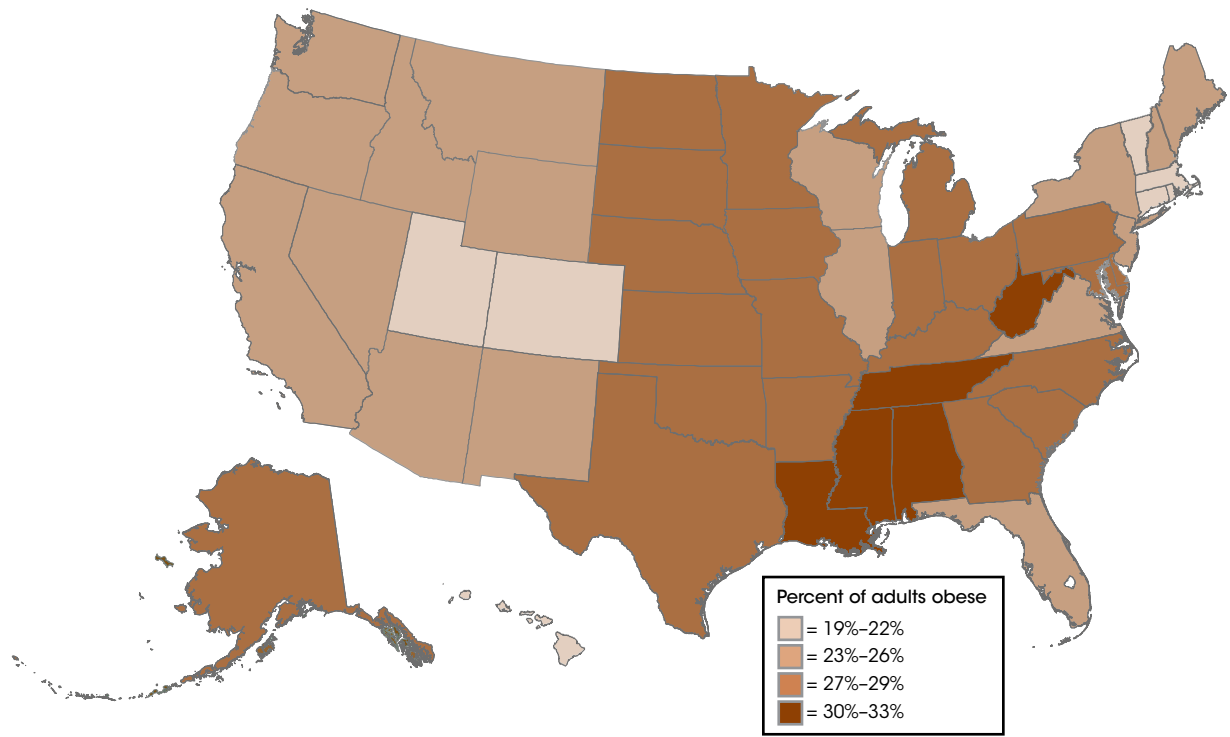 Percent of adults obese
= 19%–22%
= 23%–26%
= 27%–29%
= 30%–33%